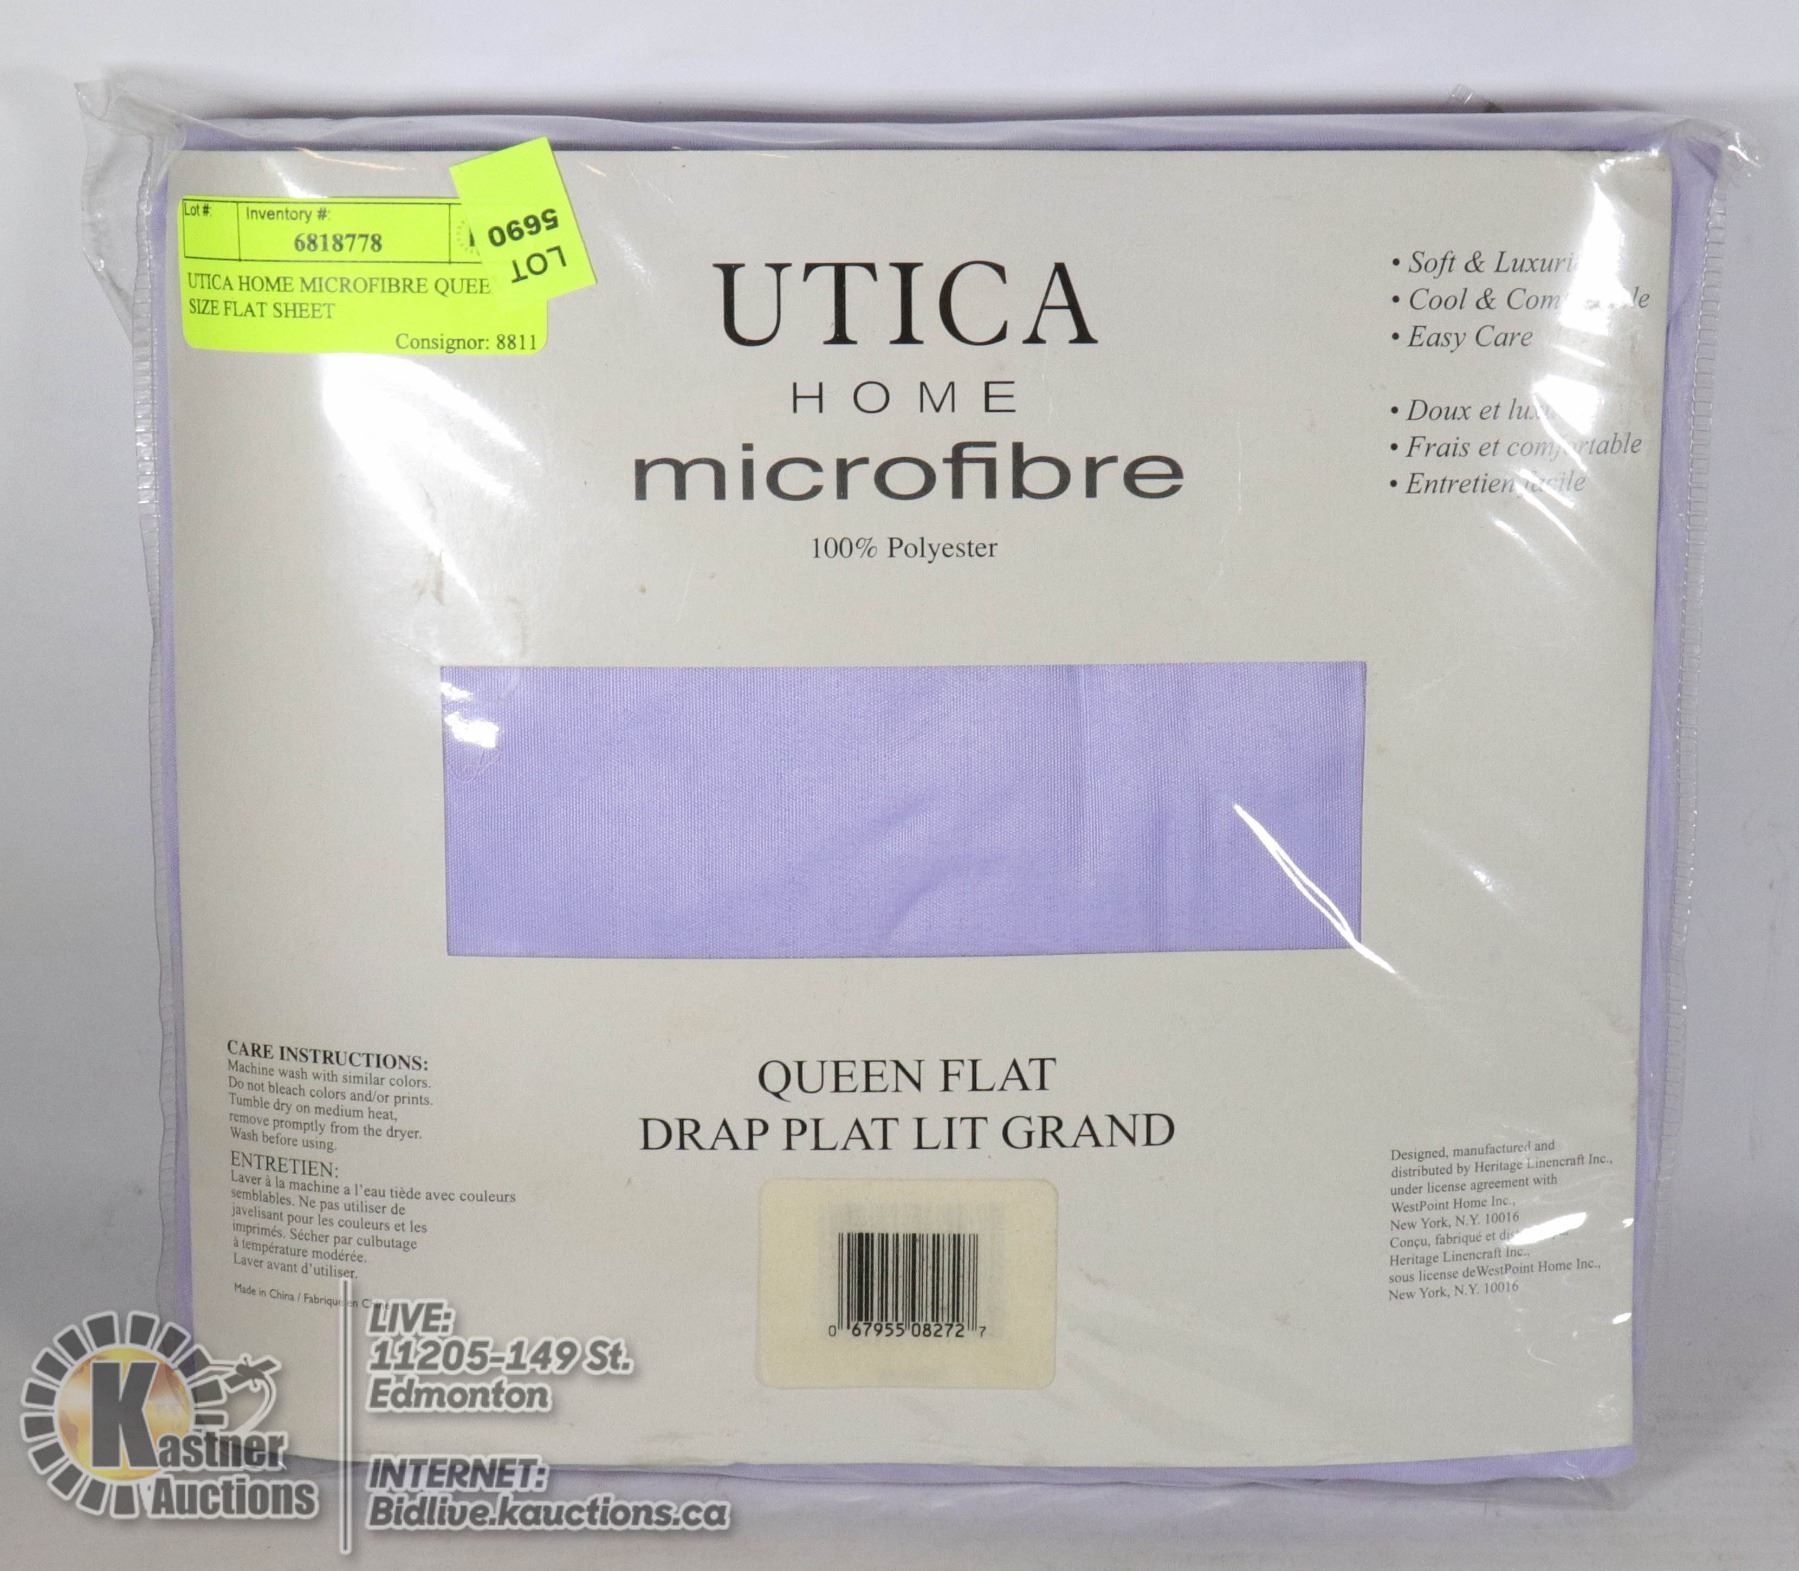 Lot #:
Inventory #:
6818778
LOT
5690
UTICA HOME MICROFIBRE
SIZE FLAT SHEET
Consignor: 8811
UTICA
HOME
microfibre
100% Polyester
• Soft & 
• Cool & 
• Easy Care
• Doux et
• Frais et confortable
• Entretien facile
CARE INSTRUCTIONS:
Machine wash with similar colors.
Do not bleach colors and/or prints.
Tumble dry on medium heat,
remove promptly from the dryer.
Wash before using.
ENTRETIEN:
Laver à la machine a l'eau tiède avec couleurs
semblables. Ne pas utiliser de
javelisant pour les couleurs et les
imprimés. Sécher par culbutage
à température modérée.
Laver avant d'utiliser.
Made in China / Fabrique en
QUEEN FLAT
DRAP PLAT LIT GRAND
0 67955 08272 7
Designed, manufactured and
distributed by Heritage Linencraft Inc.,
under license agreement with
WestPoint Home Inc.,
New York, N.Y. 10016
Conçu, fabriqué et
Heritage Linencraft Inc.,
sous license deWestPoint Home Inc.,
New York, N.Y. 10016
Kastner
Auctions
LIVE:
11205-149 St.
Edmonton
INTERNET:
Bidlive.kauctions.ca